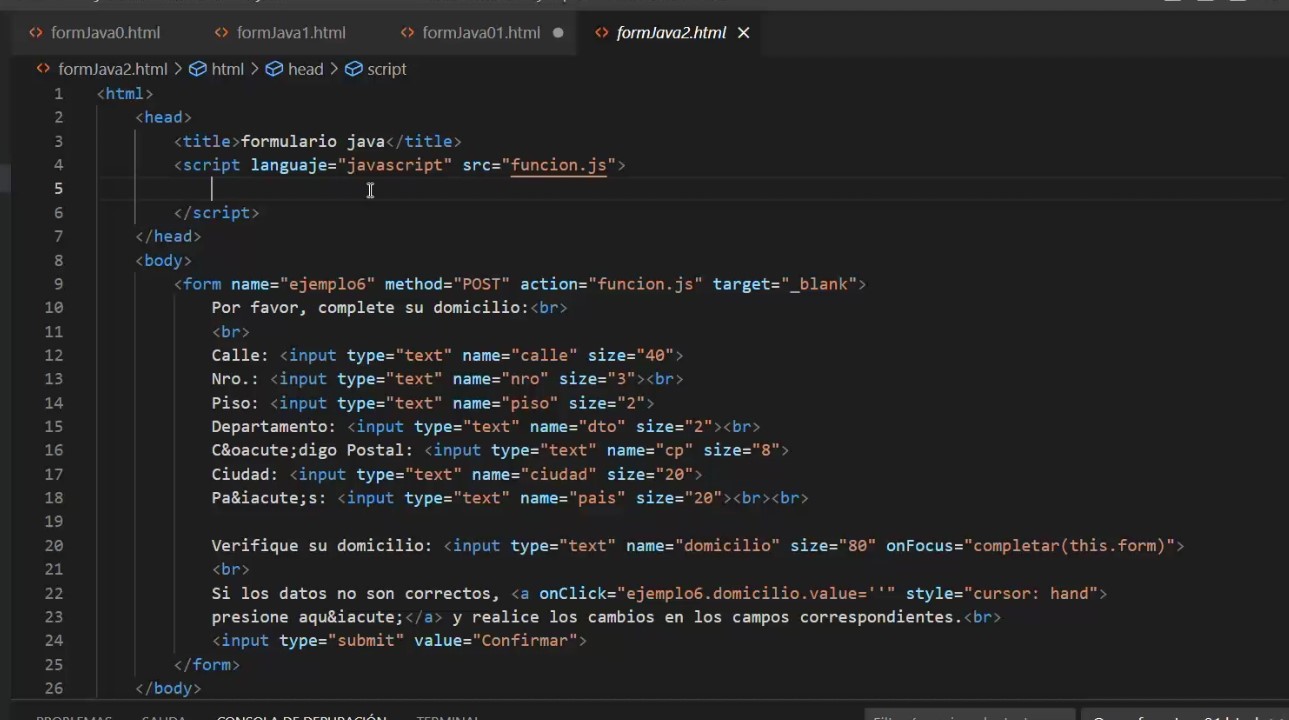 formJava0.html formJava1.html formJava01.html formJava2.html
formJava2.html > html > head > script
1 <html>
2 <head>
3 <title>formulario java</title>
4 <script languaje="javascript" src="funcion.js">
5
6 </script>
7 </head>
8 <body>
9 <form name="ejemplo6" method="POST" action="funcion.js" target="_blank">
10 Por favor, complete su domicilio:<br>
11 <br>
12 Calle: <input type="text" name="calle" size="40">
13 Nro.: <input type="text" name="nro" size="3"><br>
14 Piso: <input type="text" name="piso" size="2">
15 Departamento: <input type="text" name="dto" size="2"><br>
16 C&oacute;digo Postal: <input type="text" name="cp" size="8">
17 Ciudad: <input type="text" name="ciudad" size="20">
18 Pa&iacute;s: <input type="text" name="pais" size="20"><br><br>
19
20 Verifique su domicilio: <input type="text" name="domicilio" size="80" onFocus="completar(this.form)">
21 <br>
22 Si los datos no son correctos, <a onClick="ejemplo6.domicilio.value=''" style="cursor: hand">
23 presione aqu&iacute;</a> y realice los cambios en los campos correspondientes.<br>
24 <input type="submit" value="Confirmar">
25 </form>
26 </body>
PROBLEMAS SALIDA CONSOLA DE DEPURACIÓN TERMINAL